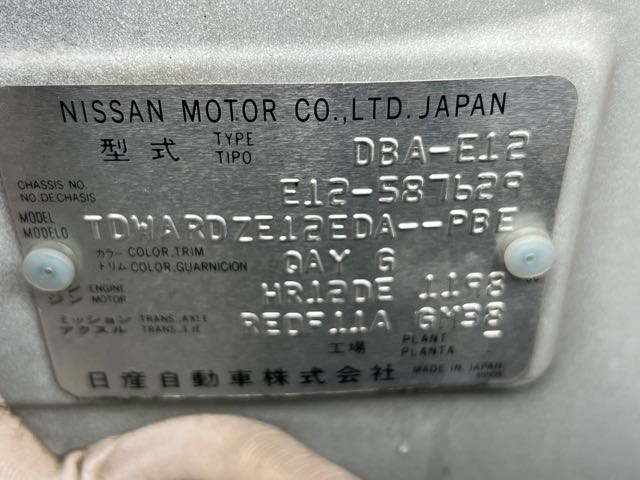 NISSAN MOTOR CO.,LTD. JAPAN
型式 TYPE TIPO DBA-E12
CHASSIS NO. NO.DE CHASIS E12-587629
MODEL MODELO TDWARDZE12EDA--PBE
カラー COLOR,TRIM
トリム COLOR,GUARNICION QAY G
ジン ENGINE MOTOR HR12DE 1198
ミッション TRANS.,AXLE
アクスル TRANS.,EJE RE0F11A GM38
工場 PLANT PLANTA
日産自動車株式会社 MADE IN JAPAN